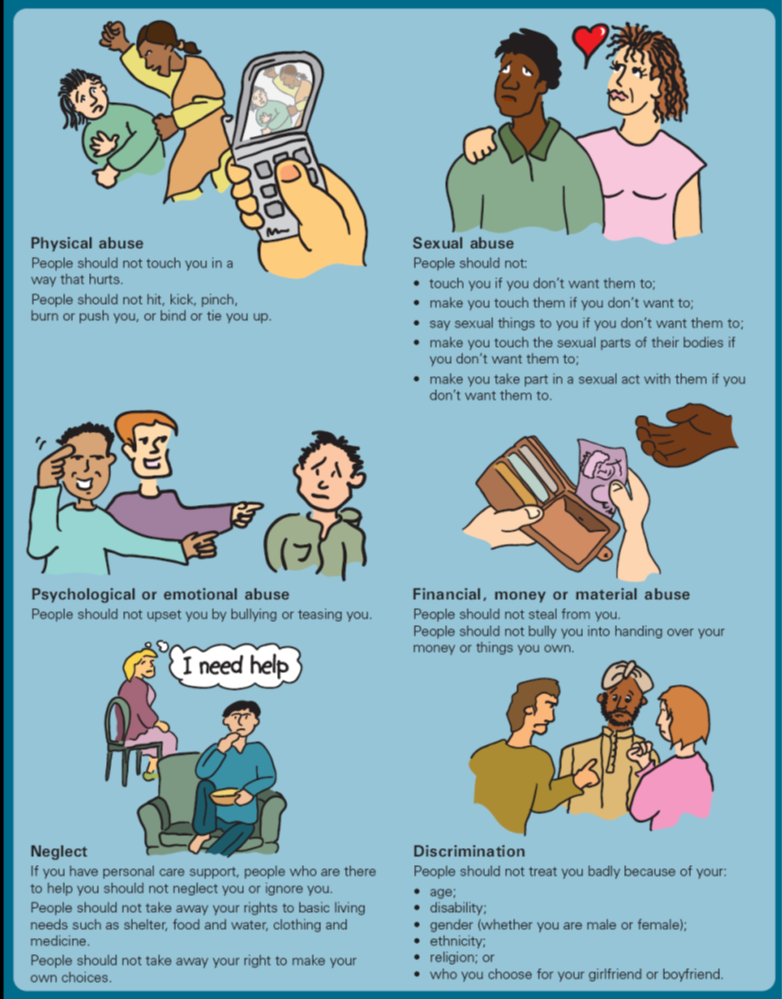 Physical abuse
People should not touch you in a
way that hurts.
People should not hit, kick, pinch,
burn or push you, or bind or tie you up.
Sexual abuse
People should not:
• touch you if you don't want them to;
• make you touch them if you don't want to;
• say sexual things to you if you don't want them to;
• make you touch the sexual parts of their bodies if
you don't want them to;
• make you take part in a sexual act with them if you
don't want them to.
Psychological or emotional abuse
People should not upset you by bullying or teasing you.
Financial, money or material abuse
People should not steal from you.
People should not bully you into handing over your
money or things you own.
I need help
Neglect
If you have personal care support, people who are there
to help you should not neglect you or ignore you.
People should not take away your rights to basic living
needs such as shelter, food and water, clothing and
medicine.
People should not take away your right to make your
own choices.
Discrimination
People should not treat you badly because of your:
• age;
• disability;
• gender (whether you are male or female);
• ethnicity;
• religion; or
• who you choose for your girlfriend or boyfriend.